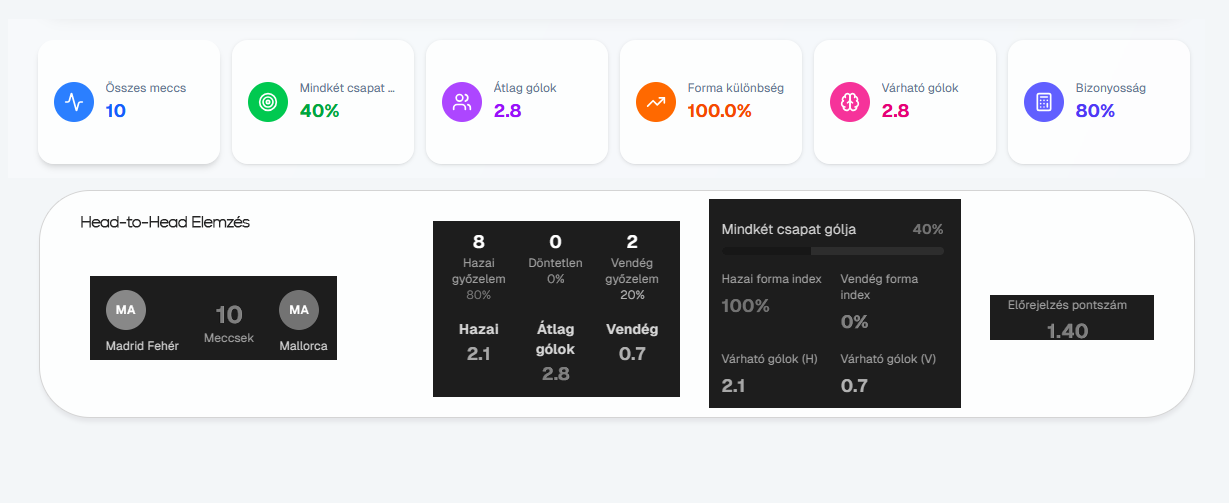 Összes meccs
10
Mindkét csapat ...
40%
Átlag gólok
2.8
Forma különbség
100.0%
Várható gólok
2.8
Bizonyosság
80%
Head-to-Head Elemzés
MA
Madrid Fehér
10
Meccsek
MA
Mallorca
8
Hazai
győzelem
80%
0
Döntetlen
0%
2
Vendég
győzelem
20%
Hazai
2.1
Átlag
gólok
2.8
Vendég
0.7
Mindkét csapat gólja 40%
Hazai forma index
100%
Vendég forma
index
0%
Várható gólok (H)
2.1
Várható gólok (V)
0.7
Előrejelzés pontszám
1.40